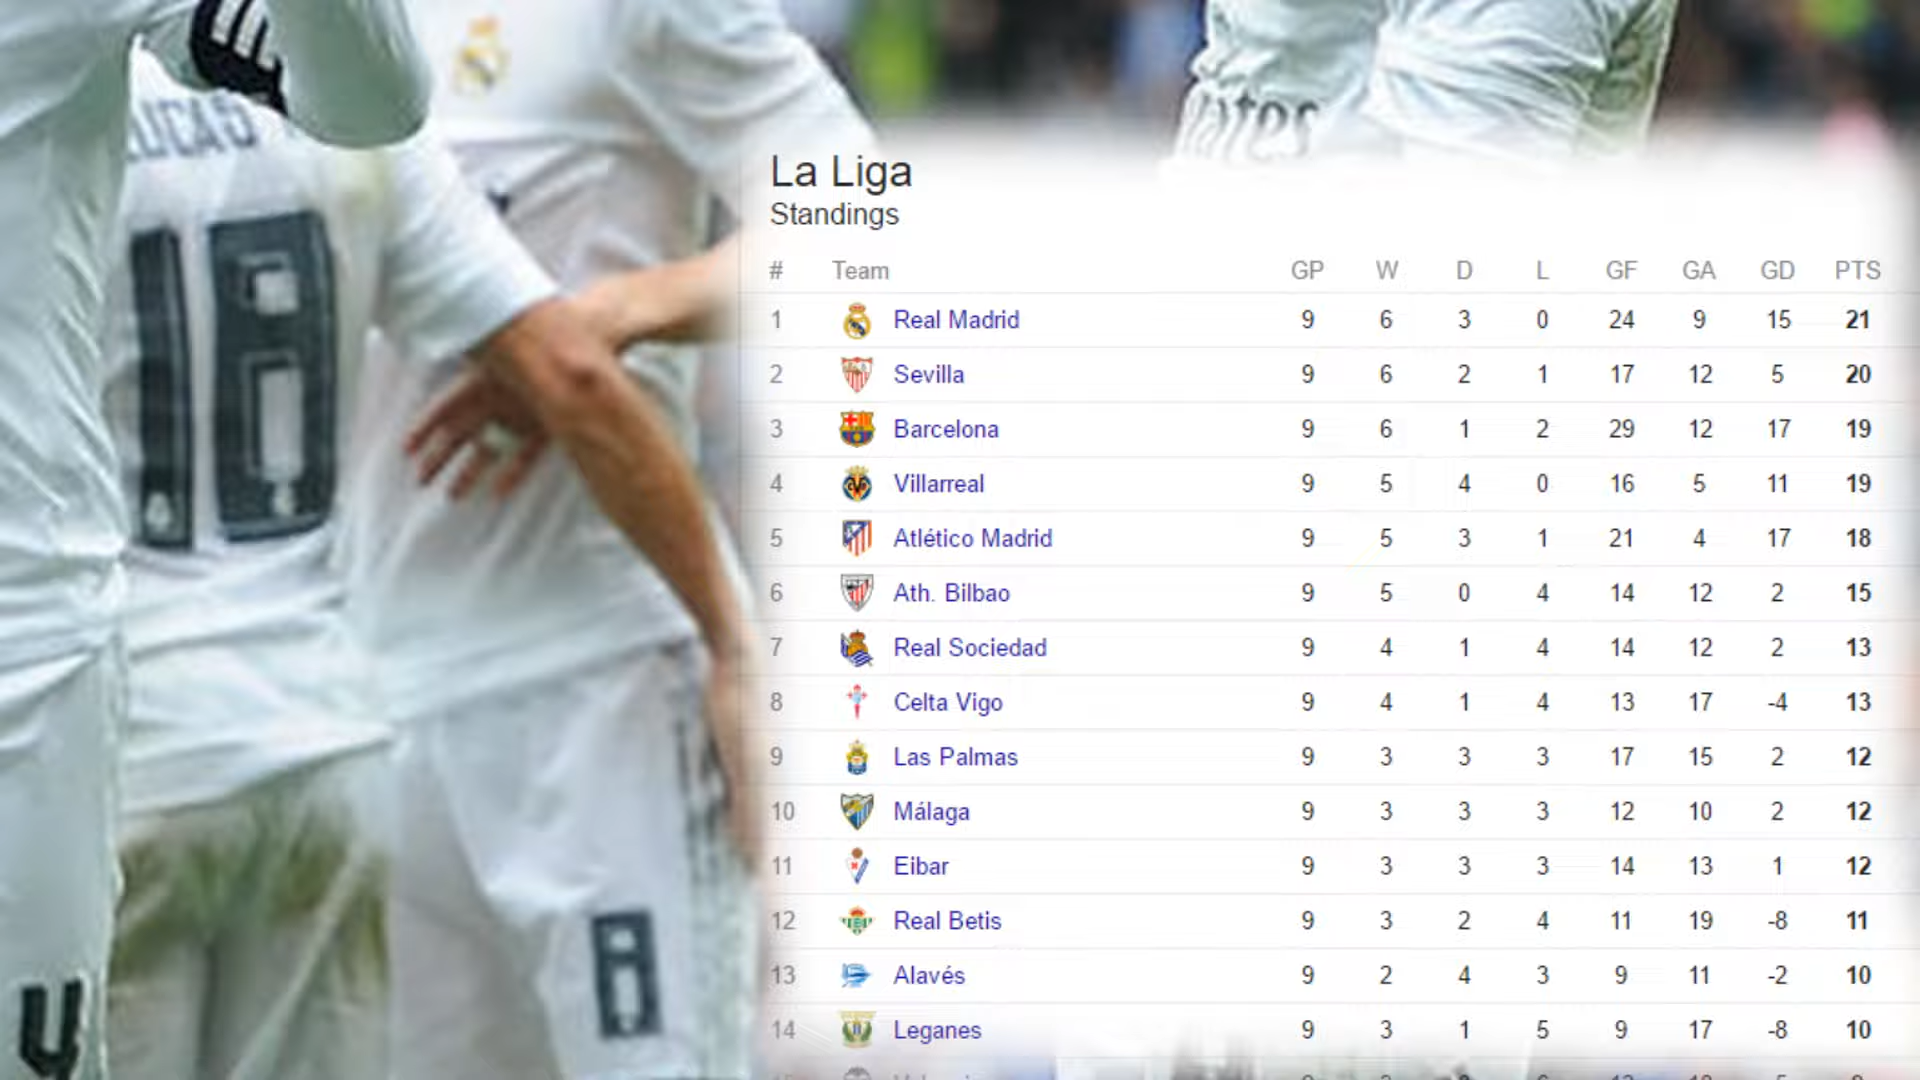 LUCAS
18
8
4
La Liga
Standings
# Team GP W D L GF GA GD PTS
1 Real Madrid 9 6 3 0 24 9 15 21
2 Sevilla 9 6 2 1 17 12 5 20
3 Barcelona 9 6 1 2 29 12 17 19
4 Villarreal 9 5 4 0 16 5 11 19
5 Atlético Madrid 9 5 3 1 21 4 17 18
6 Ath. Bilbao 9 5 0 4 14 12 2 15
7 Real Sociedad 9 4 1 4 14 12 2 13
8 Celta Vigo 9 4 1 4 13 17 -4 13
9 Las Palmas 9 3 3 3 17 15 2 12
10 Málaga 9 3 3 3 12 10 2 12
11 Eibar 9 3 3 3 14 13 1 12
12 Real Betis 9 3 2 4 11 19 -8 11
13 Alavés 9 2 4 3 9 11 -2 10
14 Leganes 9 3 1 5 9 17 -8 10